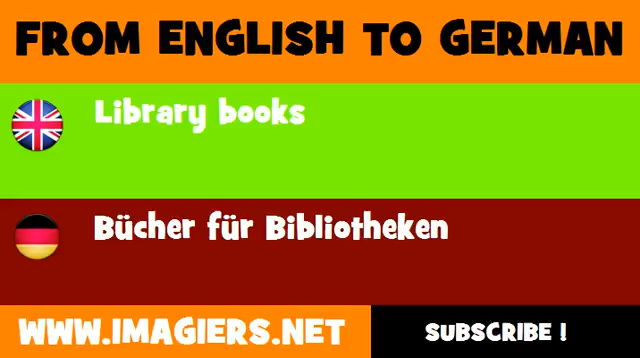 FROM ENGLISH TO GERMAN
Library books
Bücher für Bibliotheken
WWW.IMAGIERS.NET
SUBSCRIBE !